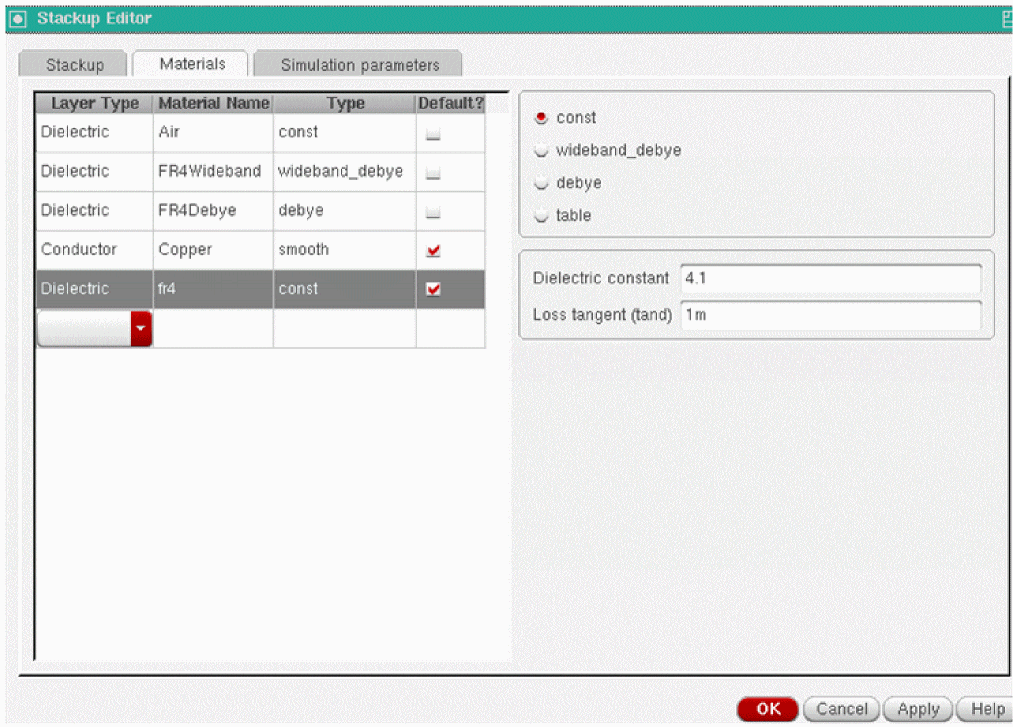 Stackup Editor
Stackup Materials Simulation parameters
Layer Type Material Name Type Default?
Dielectric Air const
Dielectric FR4Wideband wideband_debye
Dielectric FR4Debye debye
Conductor Copper smooth
Dielectric fr4 const
const
wideband_debye
debye
table
Dielectric constant 4.1
Loss tangent (tand) 1m
OK Cancel Apply Help